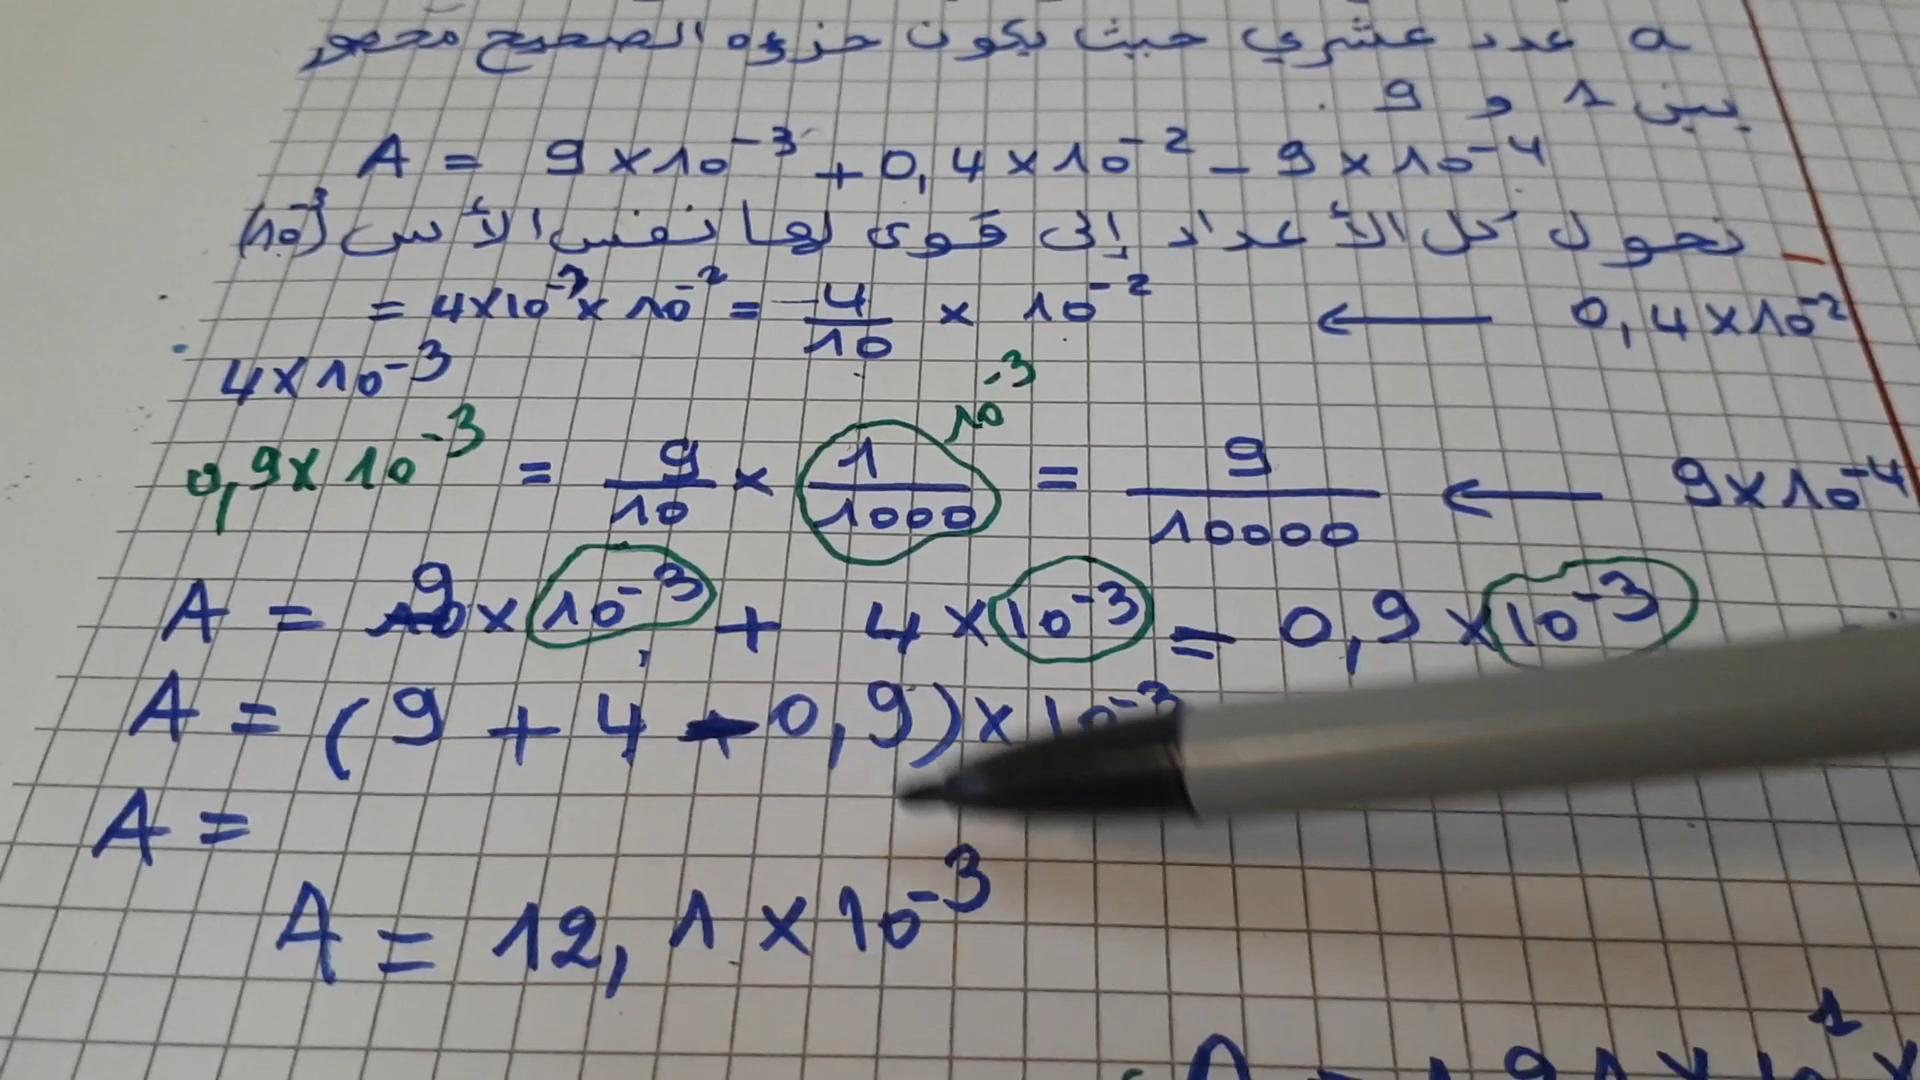 a عدد عشري حيث يكون جزؤه الصحيح محصور
بين 1 و 9 .
A = 9 × 10⁻³ + 0,4 × 10⁻² − 9 × 10⁻⁴
− نحول كل الأعداد إلى قوى لها نفس الأس (10⁻³)
0,4 × 10⁻² ← = 4 × 10⁻¹ × 10⁻² = 4/10 × 10⁻²
4 × 10⁻³
10⁻³
0,9 × 10⁻³ = 9/10 × 1/1000 = 9/10000 ← 9 × 10⁻⁴
A = 9 × 10⁻³ + 4 × 10⁻³ = 0,9 × 10⁻³
A = (9 + 4 - 0,9) × 10⁻³
A =
A = 12,1 × 10⁻³